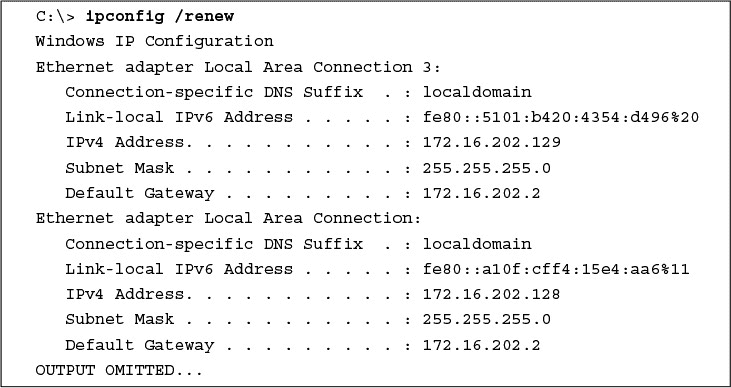 C:\> ipconfig /renew
Windows IP Configuration
Ethernet adapter Local Area Connection 3:
Connection-specific DNS Suffix . : localdomain
Link-local IPv6 Address . . . . . : fe80::5101:b420:4354:d496%20
IPv4 Address. . . . . . . . . . . : 172.16.202.129
Subnet Mask . . . . . . . . . . . : 255.255.255.0
Default Gateway . . . . . . . . . : 172.16.202.2
Ethernet adapter Local Area Connection:
Connection-specific DNS Suffix . : localdomain
Link-local IPv6 Address . . . . . : fe80::a10f:cff4:15e4:aa6%11
IPv4 Address. . . . . . . . . . . : 172.16.202.128
Subnet Mask . . . . . . . . . . . : 255.255.255.0
Default Gateway . . . . . . . . . : 172.16.202.2
OUTPUT OMITTED...